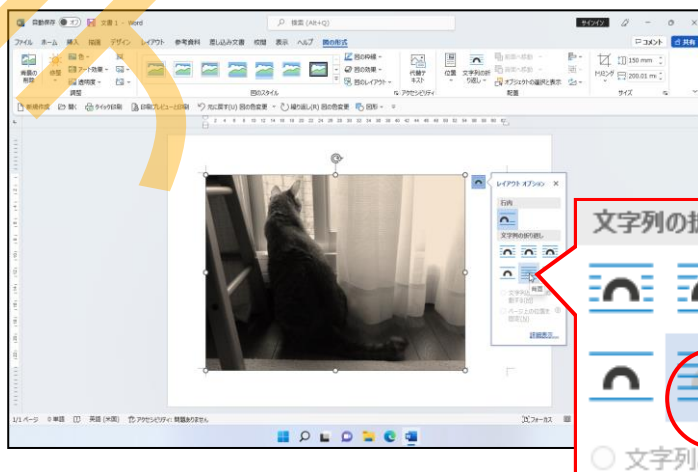 自動保存 オフ 文書 1 - Word 検索 (Alt+Q) サインイン
ファイル ホーム 挿入 描画 デザイン レイアウト 参考資料 差し込み文書 校閲 表示 ヘルプ 図の形式 コメント 共有
背景の削除 修整 色 アート効果 透明度 図の枠線 図の効果 図のレイアウト 代替テキスト 位置 文字列の折り返し 前面へ移動 背面へ移動 オブジェクトの選択と表示 トリミング 150 mm 200.01 mm
調整 図のスタイル アクセシビリティ 配置 サイズ
新規作成 開く クイック印刷 印刷プレビューと印刷 元に戻す(U) 図の色変更 繰り返し(R) 図の色変更 図形
レイアウト オプション
行内
文字列の折り返し
背面
詳細表示...
文字列の折
文字列
1/1 ページ 0 単語 英語 (米国) アクセシビリティ: 問題ありません フォーカス